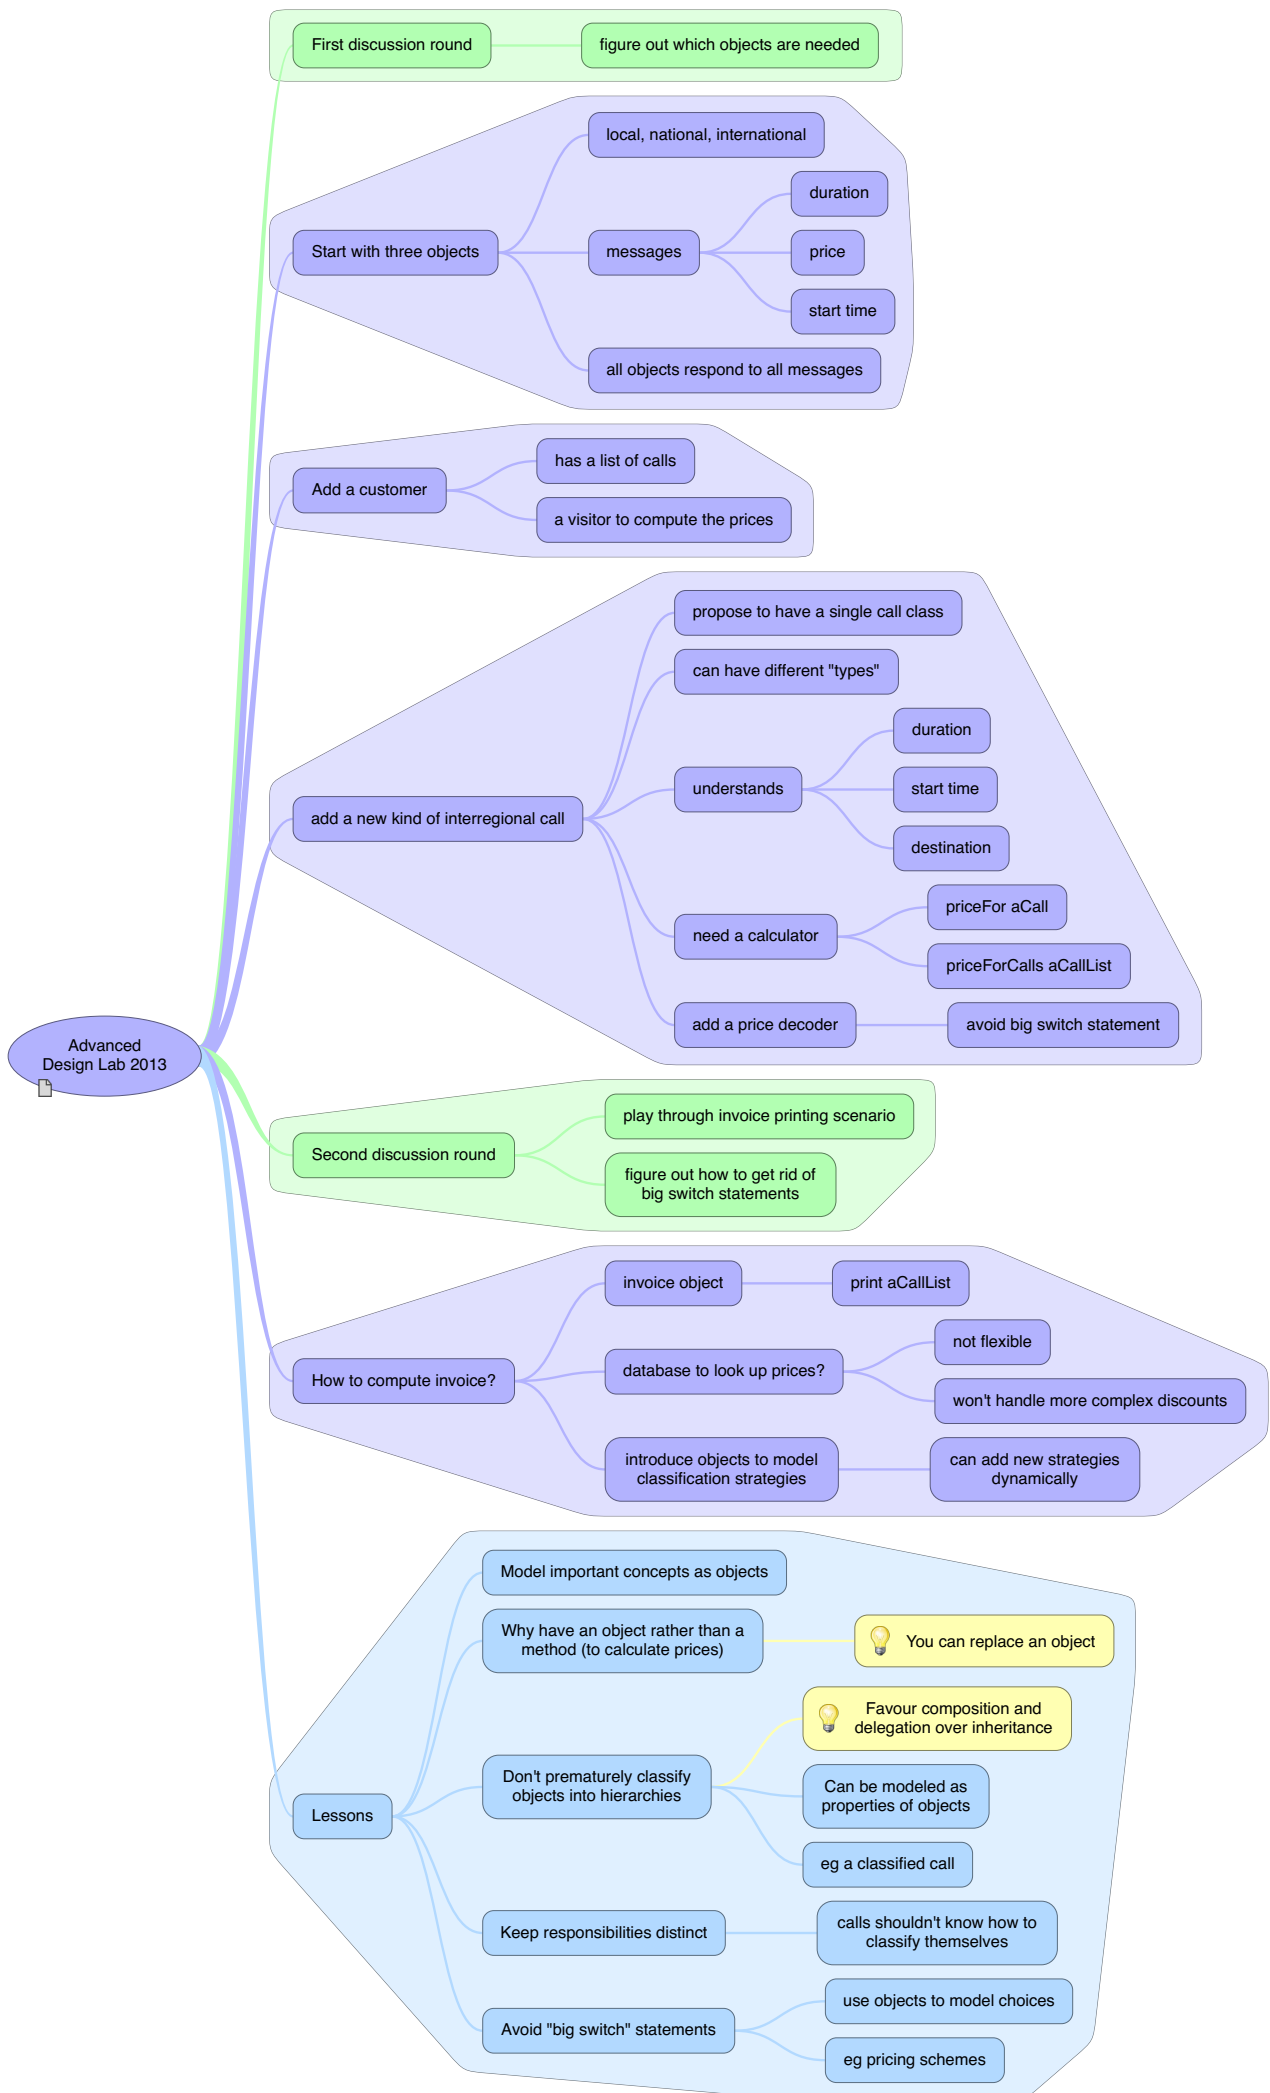 First discussion round
figure out which objects are needed
Start with three objects
local, national, international
messages
duration
price
start time
all objects respond to all messages
Add a customer
has a list of calls
a visitor to compute the prices
add a new kind of interregional call
propose to have a single call class
can have different "types"
understands
duration
start time
destination
need a calculator
priceFor aCall
priceForCalls aCallList
add a price decoder
avoid big switch statement
Advanced
Design Lab 2013
Second discussion round
play through invoice printing scenario
figure out how to get rid of
big switch statements
How to compute invoice?
invoice object
print aCallList
database to look up prices?
not flexible
won't handle more complex discounts
introduce objects to model
classification strategies
can add new strategies
dynamically
Lessons
Model important concepts as objects
Why have an object rather than a
method (to calculate prices)
You can replace an object
Don't prematurely classify
objects into hierarchies
Favour composition and
delegation over inheritance
Can be modeled as
properties of objects
eg a classified call
Keep responsibilities distinct
calls shouldn't know how to
classify themselves
Avoid "big switch" statements
use objects to model choices
eg pricing schemes